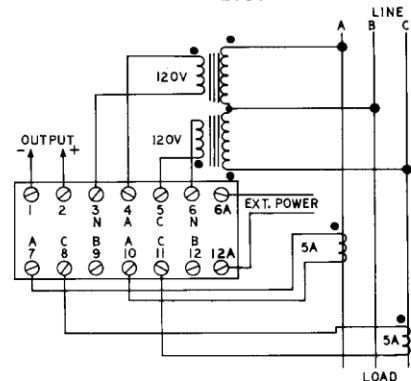 LINE
A B C
120V
120V
OUTPUT
- +
EXT. POWER
1 2 3 4 5 6 6A
N A C N
A C B A C B
7 8 9 10 11 12 12A
5A
5A
LOAD